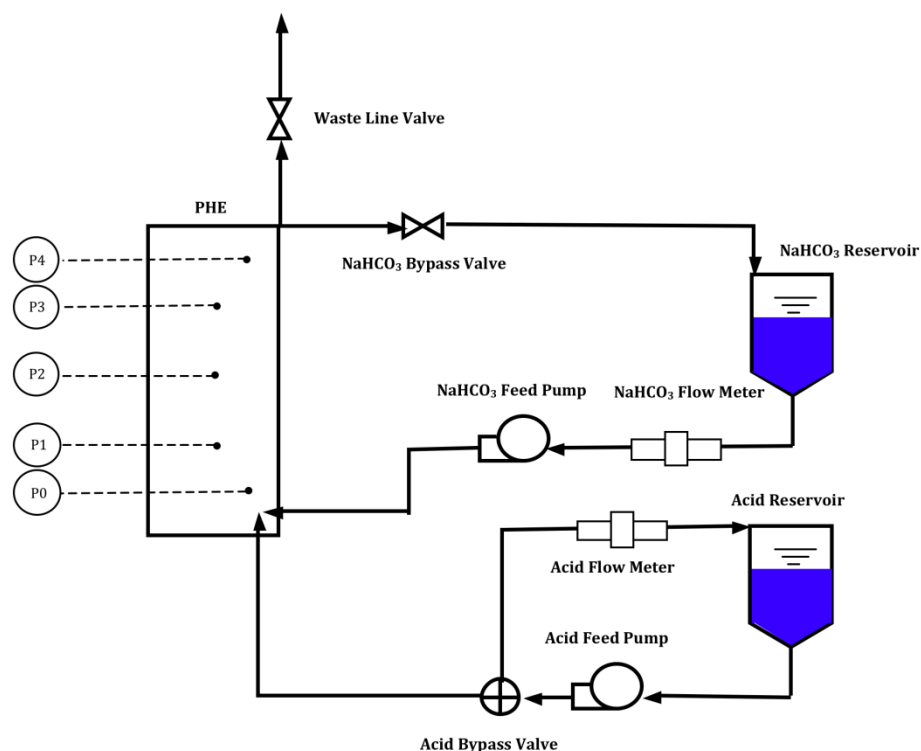 Waste Line Valve
PHE
P4
NaHCO₃ Bypass Valve
NaHCO₃ Reservoir
P3
P2
NaHCO₃ Feed Pump
NaHCO₃ Flow Meter
P1
P0
Acid Reservoir
Acid Flow Meter
Acid Feed Pump
Acid Bypass Valve